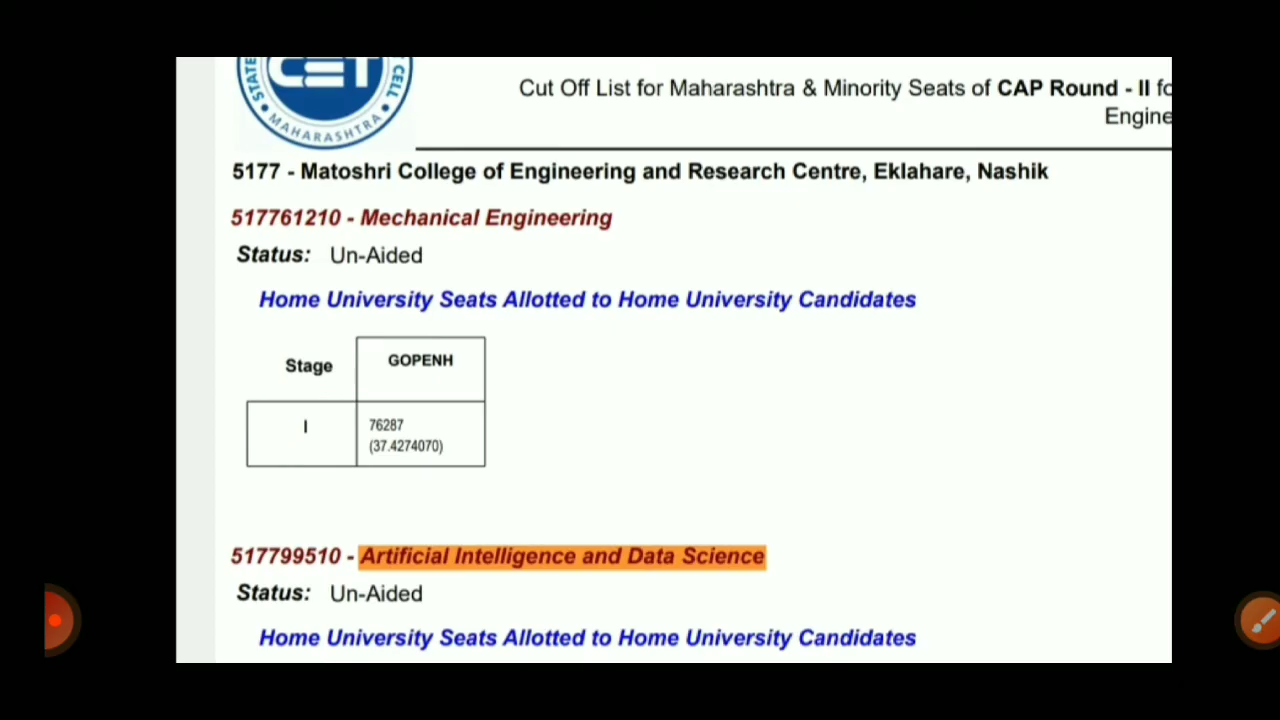 STATE CET CELL
MAHARASHTRA
Cut Off List for Maharashtra & Minority Seats of CAP Round - II fo
Engine
5177 - Matoshri College of Engineering and Research Centre, Eklahare, Nashik
517761210 - Mechanical Engineering
Status: Un-Aided
Home University Seats Allotted to Home University Candidates
Stage GOPENH
I 76287
(37.4274070)
517799510 - Artificial Intelligence and Data Science
Status: Un-Aided
Home University Seats Allotted to Home University Candidates